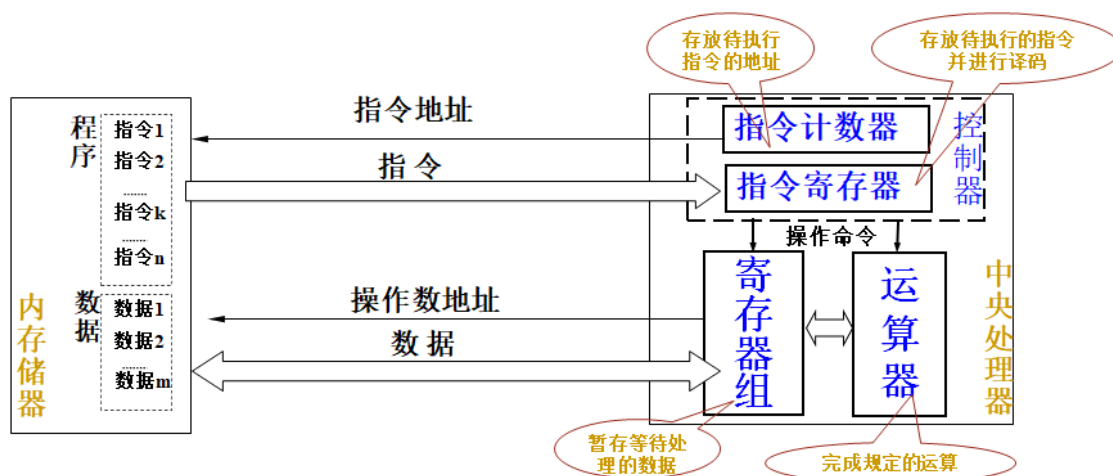 存放待执行
指令的地址
存放待执行的指令
并进行译码
程序
指令1
指令2
......
指令k
......
指令n
数据
数据1
数据2
......
数据m
内存储器
指令地址
指令
操作数地址
数据
指令计数器
指令寄存器
控制器
操作命令
寄存器组
运算器
中央处理器
暂存等待处
理的数据
完成规定的运算